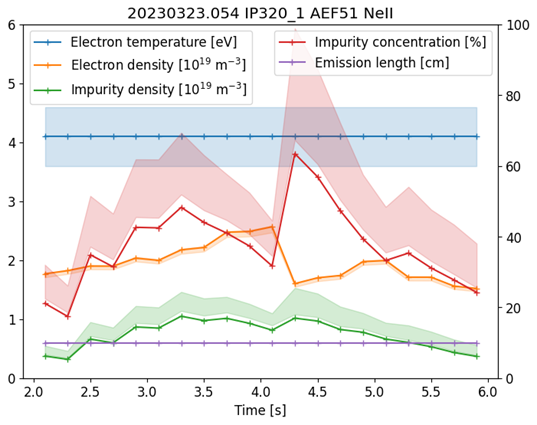 20230323.054 IP320_1 AEF51 NeII
Electron temperature [eV]
Electron density [10¹⁹ m⁻³]
Impurity density [10¹⁹ m⁻³]
Impurity concentration [%]
Emission length [cm]
6
5
4
3
2
1
0
100
80
60
40
20
0
2.0 2.5 3.0 3.5 4.0 4.5 5.0 5.5 6.0
Time [s]